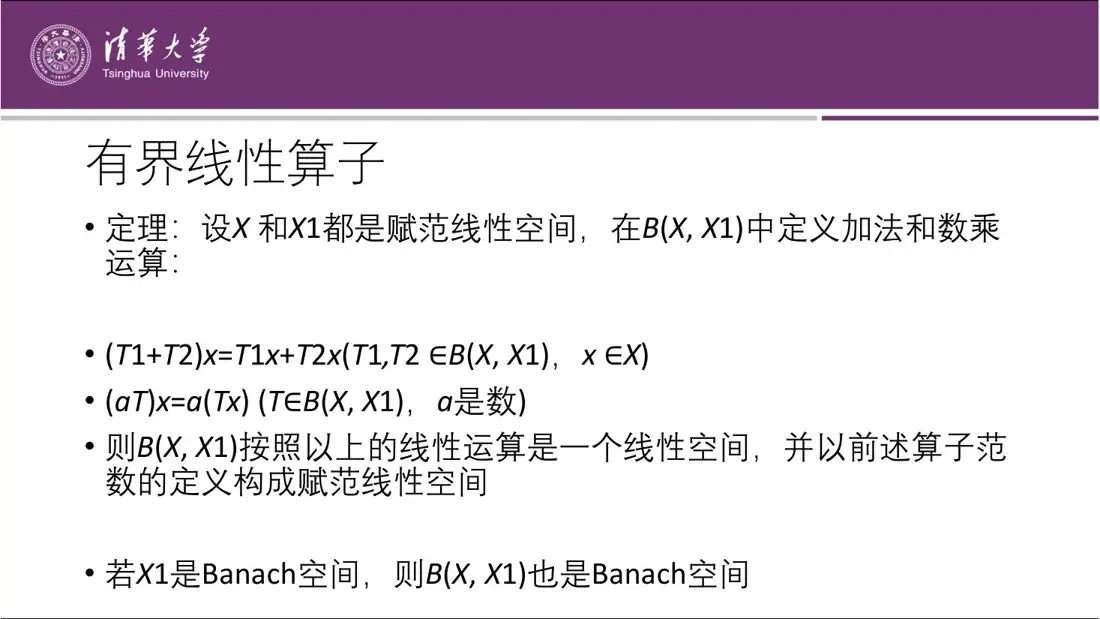 清华大学
Tsinghua University
有界线性算子
• 定理：设X 和X1都是赋范线性空间，在B(X, X1)中定义加法和数乘
运算：
• (T1+T2)x=T1x+T2x(T1,T2 ∈B(X, X1)，x ∈X)
• (aT)x=a(Tx) (T∈B(X, X1)，a是数)
• 则B(X, X1)按照以上的线性运算是一个线性空间，并以前述算子范
数的定义构成赋范线性空间
• 若X1是Banach空间，则B(X, X1)也是Banach空间